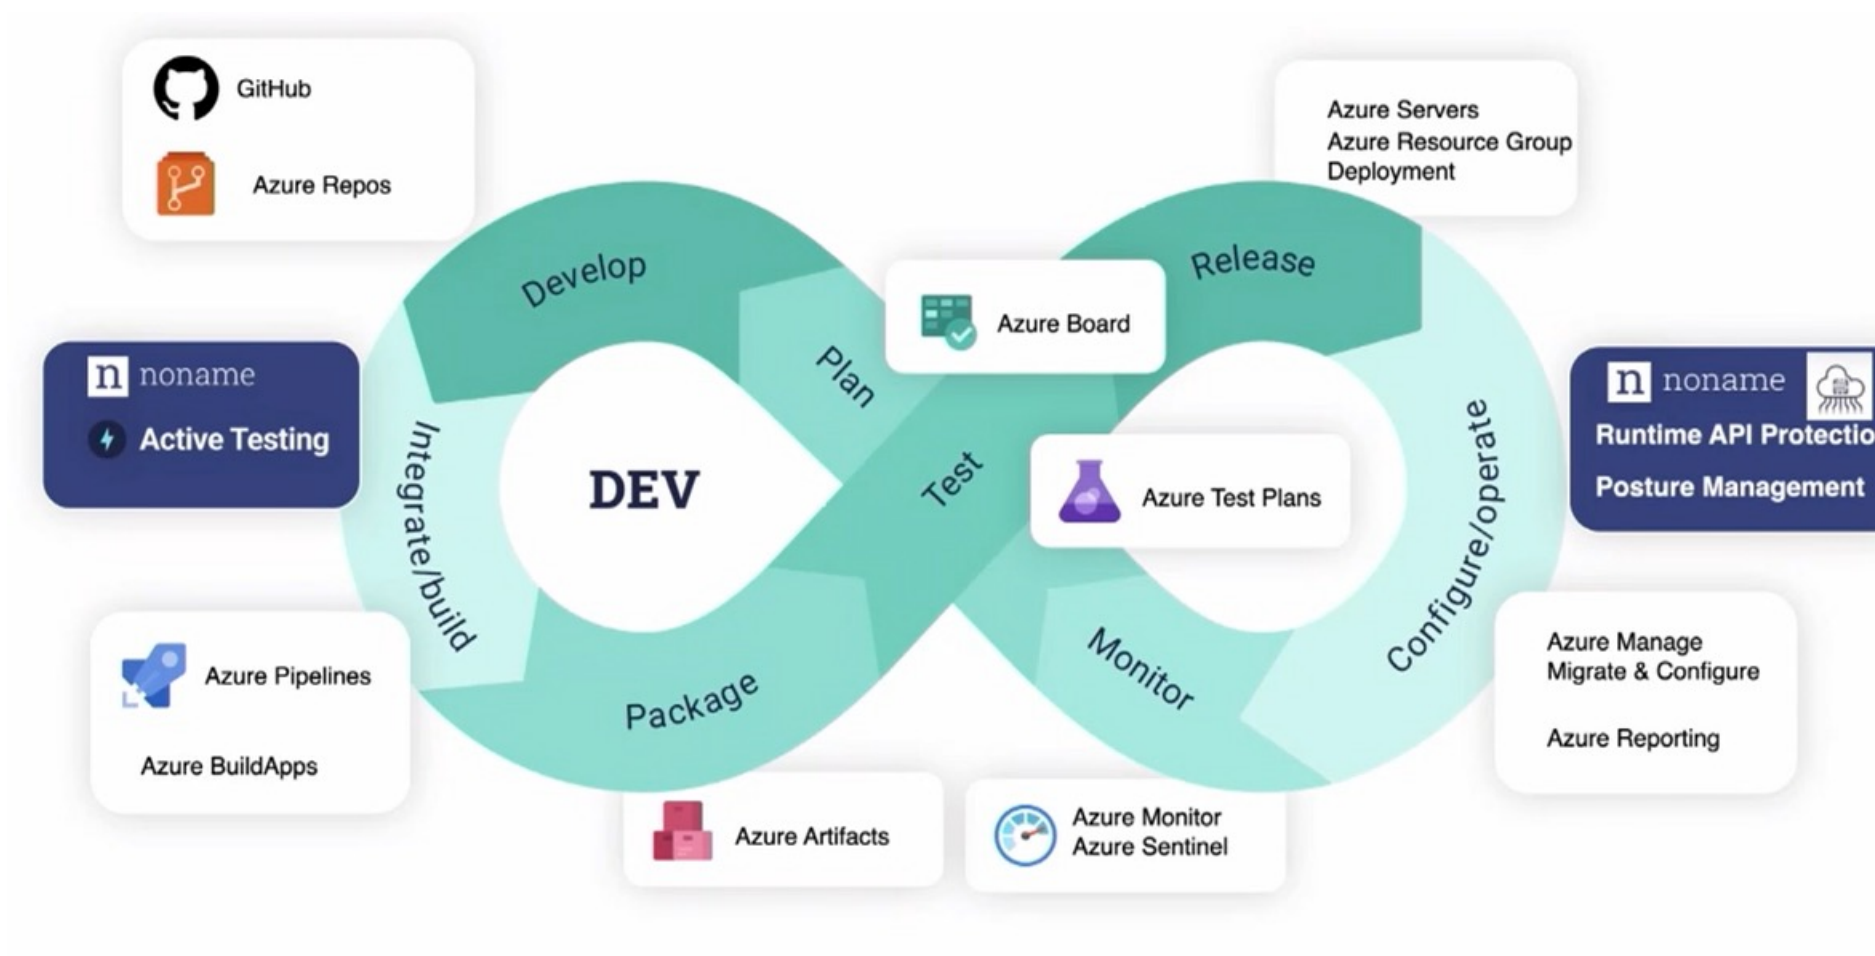 GitHub
Azure Repos
Azure Servers
Azure Resource Group
Deployment
Develop
Release
Plan
Azure Board
n noname
Active Testing
n noname
Runtime API Protectio
Posture Management
Integrate/build
DEV
Test
Azure Test Plans
Configure/operate
Azure Pipelines
Azure BuildApps
Package
Monitor
Azure Manage
Migrate & Configure
Azure Reporting
Azure Artifacts
Azure Monitor
Azure Sentinel